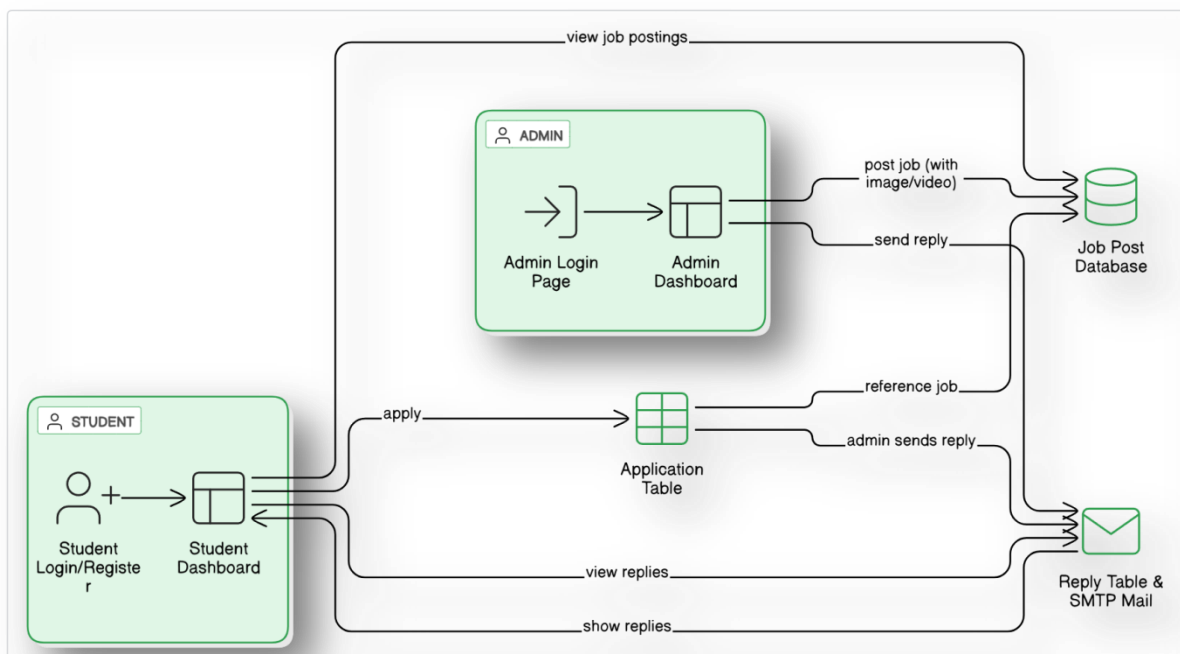 view job postings
ADMIN
post job (with
image/video)
send reply
Admin Login
Page
Admin
Dashboard
Job Post
Database
reference job
STUDENT
apply
admin sends reply
Application
Table
Student
Login/Registe
r
Student
Dashboard
view replies
Reply Table &
SMTP Mail
show replies